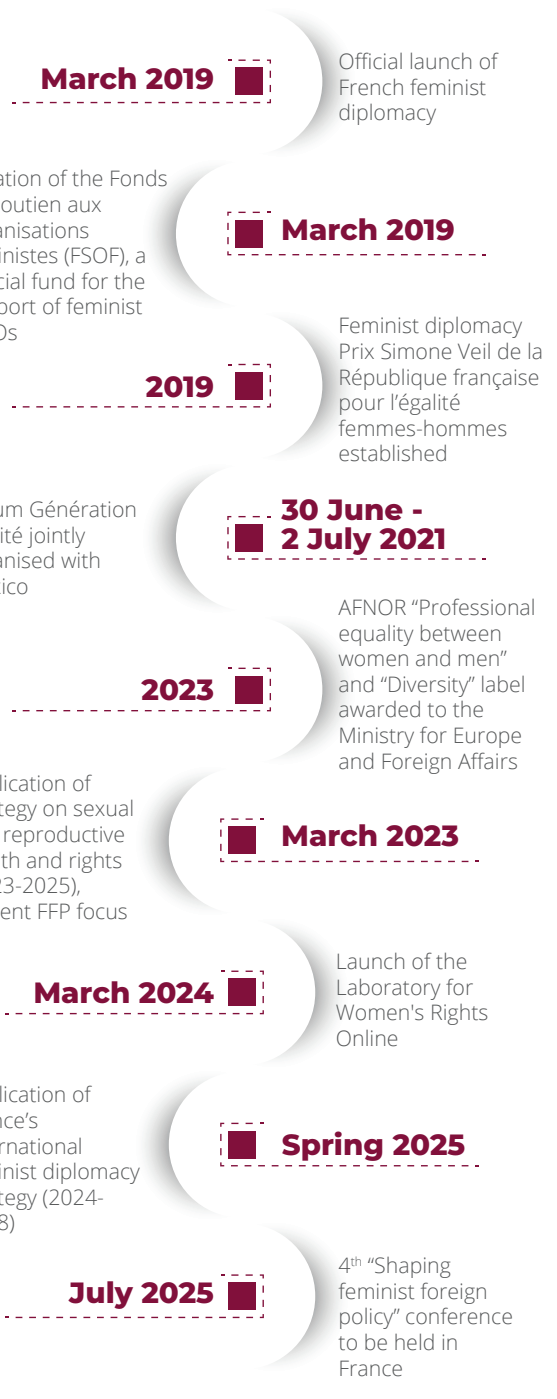 March 2019
Official launch of
French feminist
diplomacy
ation of the Fonds
outien aux
anisations
inistes (FSOF), a
cial fund for the
port of feminist
Os
March 2019
2019
Feminist diplomacy
Prix Simone Veil de la
République française
pour l’égalité
femmes-hommes
established
um Génération
ité jointly
anised with
ico
30 June -
2 July 2021
2023
AFNOR “Professional
equality between
women and men”
and “Diversity” label
awarded to the
Ministry for Europe
and Foreign Affairs
lication of
tegy on sexual
reproductive
th and rights
23-2025),
ent FFP focus
March 2023
March 2024
Launch of the
Laboratory for
Women's Rights
Online
lication of
nce’s
rnational
inist diplomacy
tegy (2024-
8)
Spring 2025
July 2025
4th “Shaping
feminist foreign
policy” conference
to be held in
France